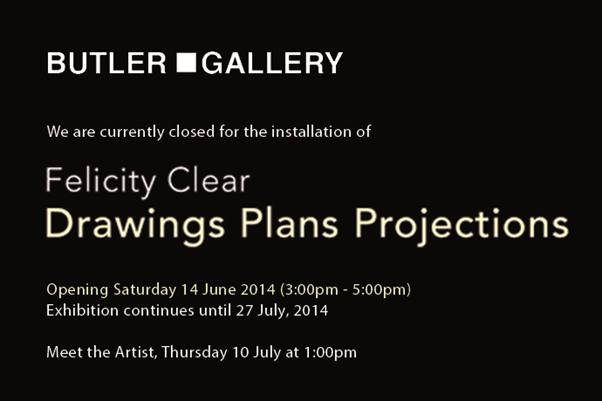 BUTLER ■ GALLERY
We are currently closed for the installation of
Felicity Clear
Drawings Plans Projections
Opening Saturday 14 June 2014 (3:00pm - 5:00pm)
Exhibition continues until 27 July, 2014
Meet the Artist, Thursday 10 July at 1:00pm